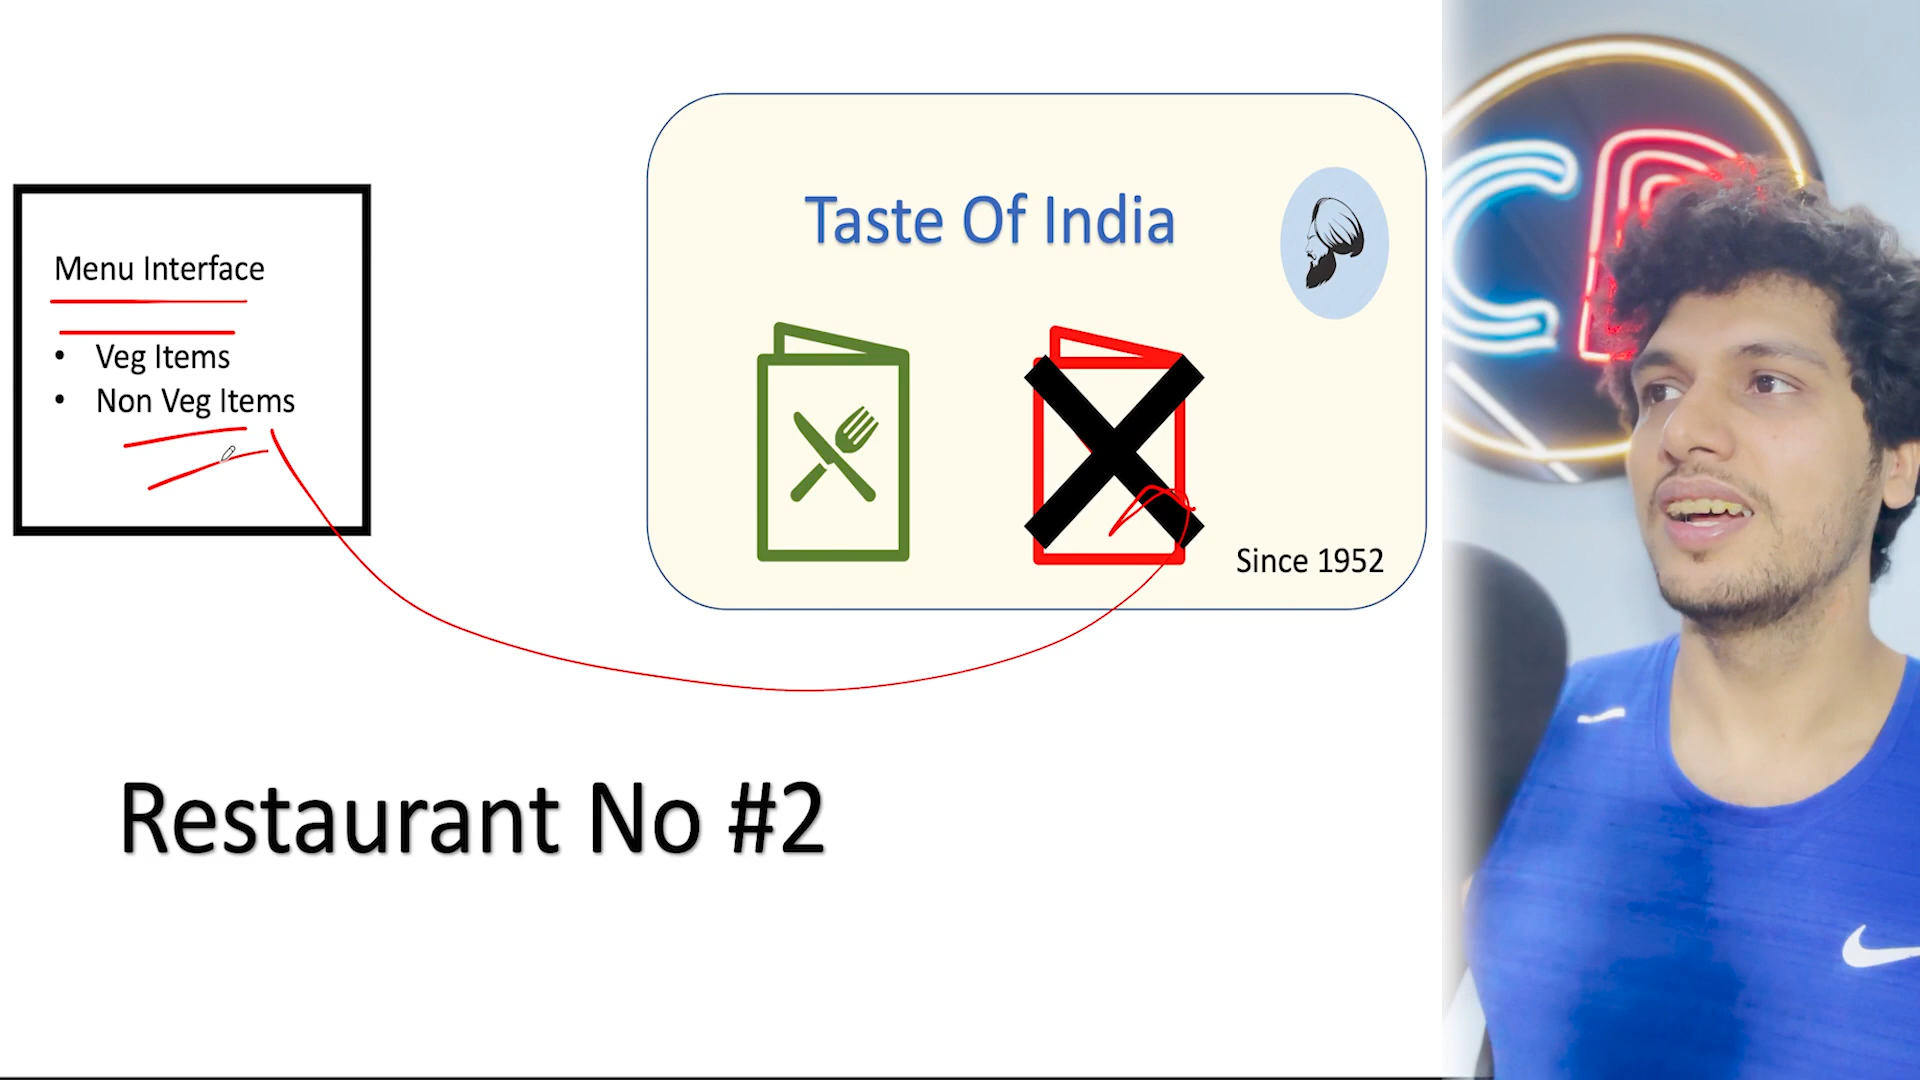 Taste Of India
Menu Interface
• Veg Items
• Non Veg Items
Since 1952
Restaurant No #2